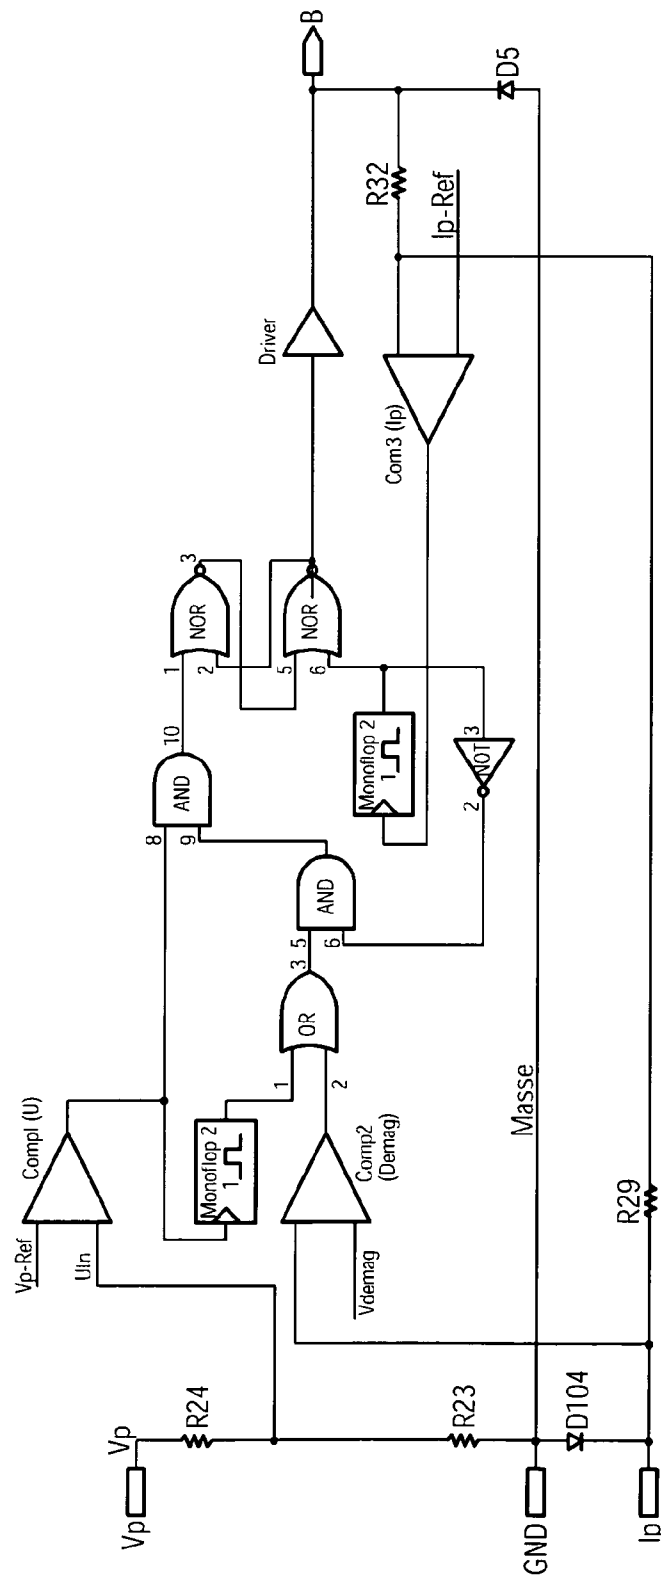 Vp
Vp
R24
R23
GND
D104
Ip
Vp-Ref
UIn
Compl (U)
Monoflop 2
1
Vdemag
Comp2
(Demag)
1
2
OR
3
5
6
AND
8
9
AND
10
Masse
R29
1
2
NOR
3
5
6
NOR
Monoflop 2
1
2
NOT
3
Com3 (Ip)
Driver
R32
Ip-Ref
D5
B